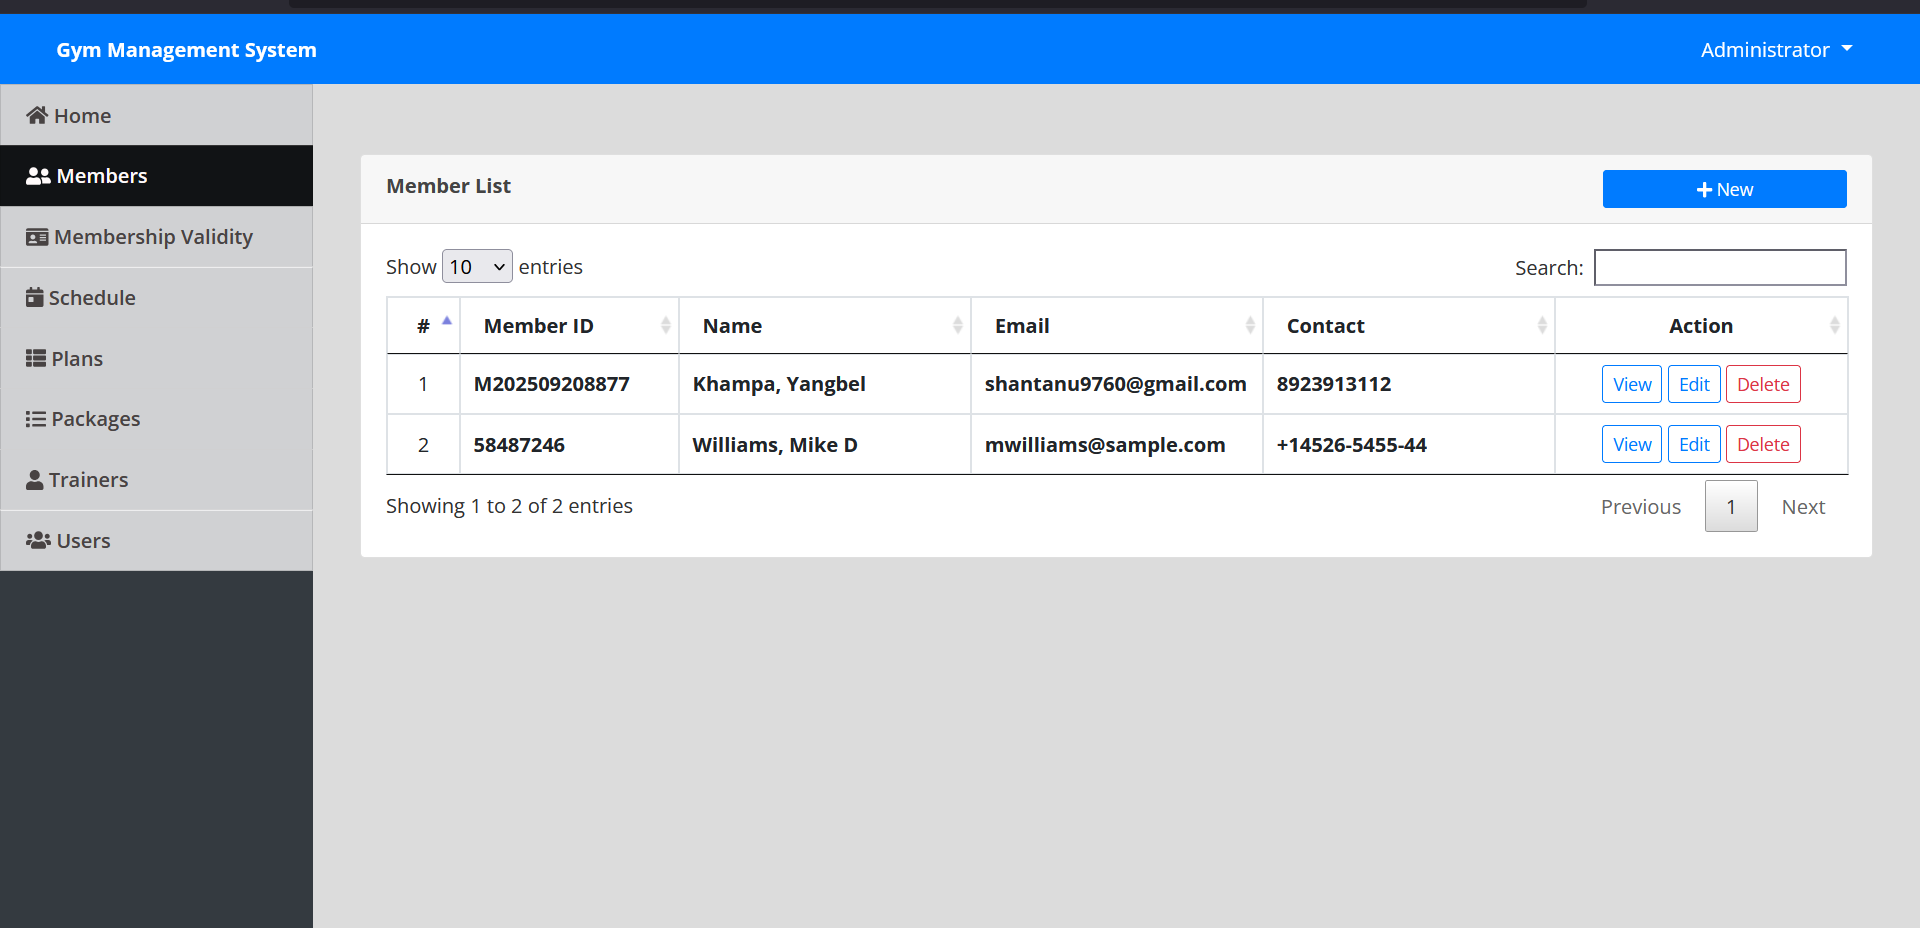 Gym Management System
Administrator
Home
Members
Membership Validity
Schedule
Plans
Packages
Trainers
Users
Member List
New
Show 10 entries
Search:
# Member ID Name Email Contact Action
1 M202509208877 Khampa, Yangbel shantanu9760@gmail.com 8923913112 View Edit Delete
2 58487246 Williams, Mike D mwilliams@sample.com +14526-5455-44 View Edit Delete
Showing 1 to 2 of 2 entries
Previous 1 Next